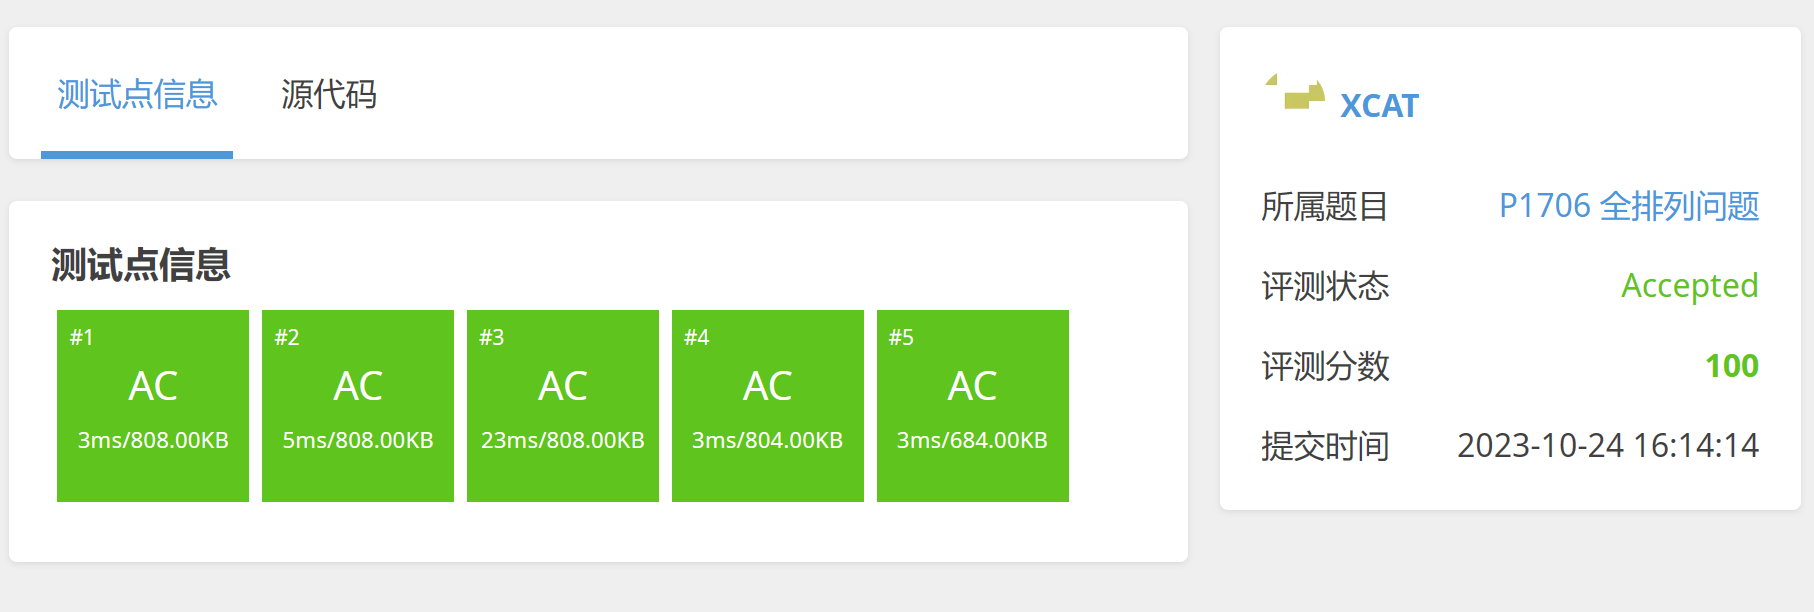 测试点信息 源代码
测试点信息
#1
AC
3ms/808.00KB
#2
AC
5ms/808.00KB
#3
AC
23ms/808.00KB
#4
AC
3ms/804.00KB
#5
AC
3ms/684.00KB
XCAT
所属题目 P1706 全排列问题
评测状态 Accepted
评测分数 100
提交时间 2023-10-24 16:14:14